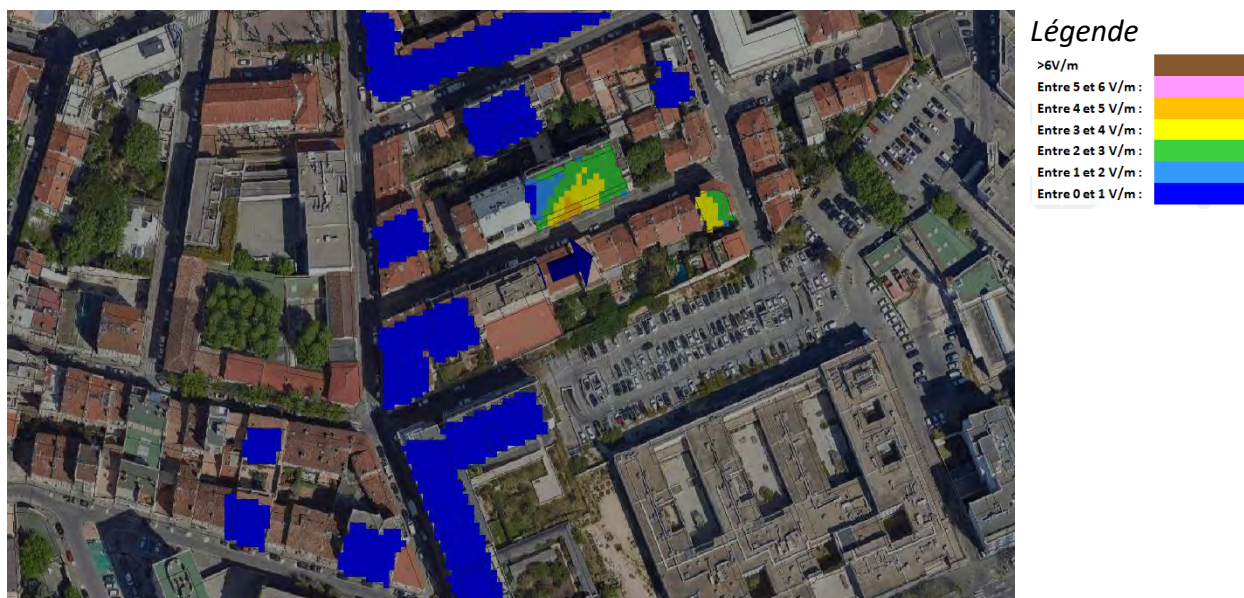 Légende
>6V/m
Entre 5 et 6 V/m :
Entre 4 et 5 V/m :
Entre 3 et 4 V/m :
Entre 2 et 3 V/m :
Entre 1 et 2 V/m :
Entre 0 et 1 V/m :